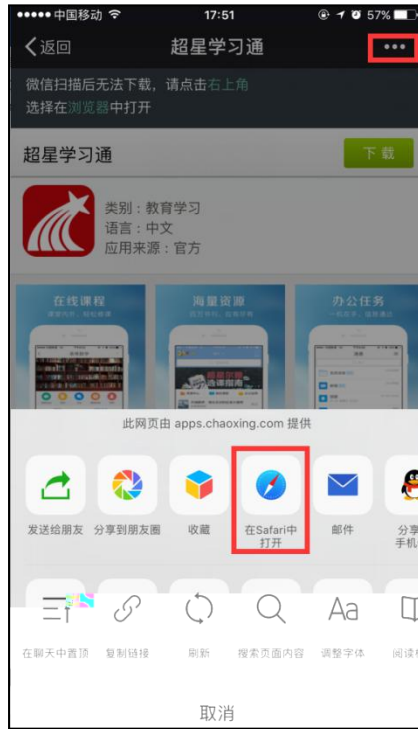 中国移动 17:51 57%
返回 超星学习通
微信扫描后无法下载，请点击右上角
选择在浏览器中打开
超星学习通 下载
类别：教育学习
语言：中文
应用来源：官方
在线课程 海量资源 办公任务
此网页由 apps.chaoxing.com 提供
发送给朋友 分享到朋友圈 收藏 在Safari中 邮件 分享
打开 手机
Aa
在聊天中置顶 复制链接 刷新 搜索页面内容 调整字体 阅读
取消